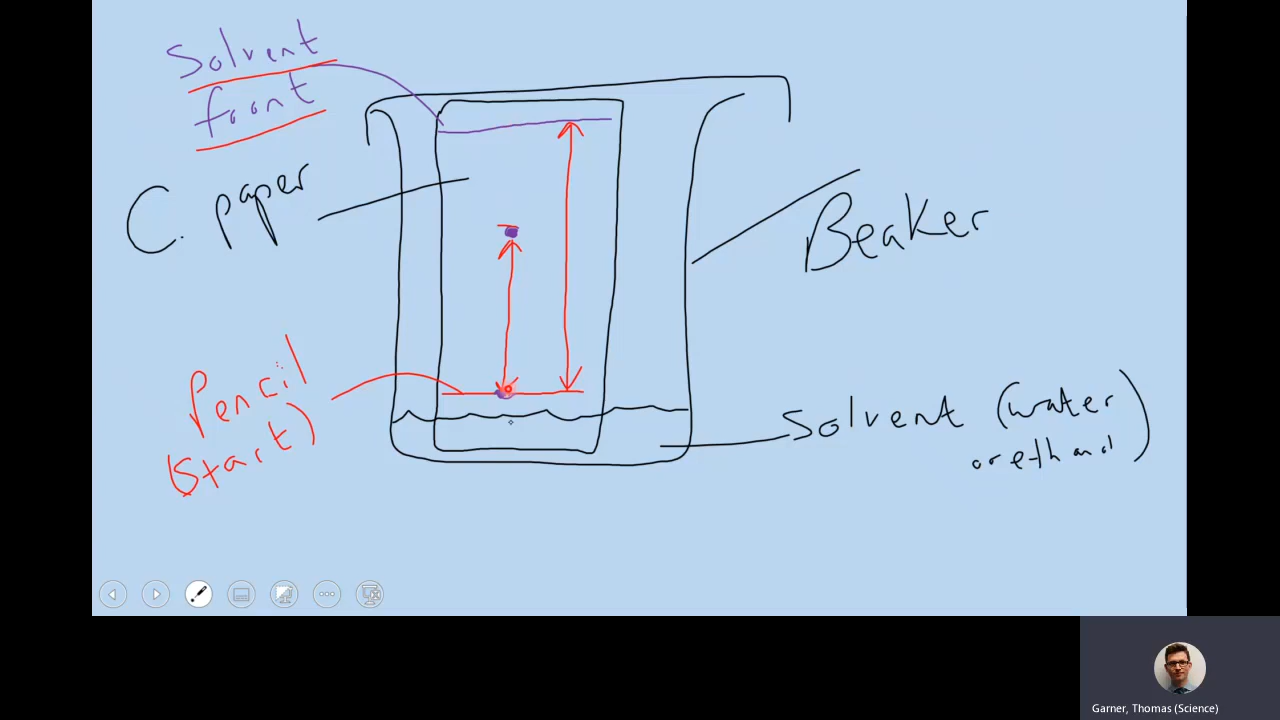 Solvent
front
C. paper
Beaker
Pencil
(Start)
Solvent (water
or ethanol)
Garner, Thomas (Science)